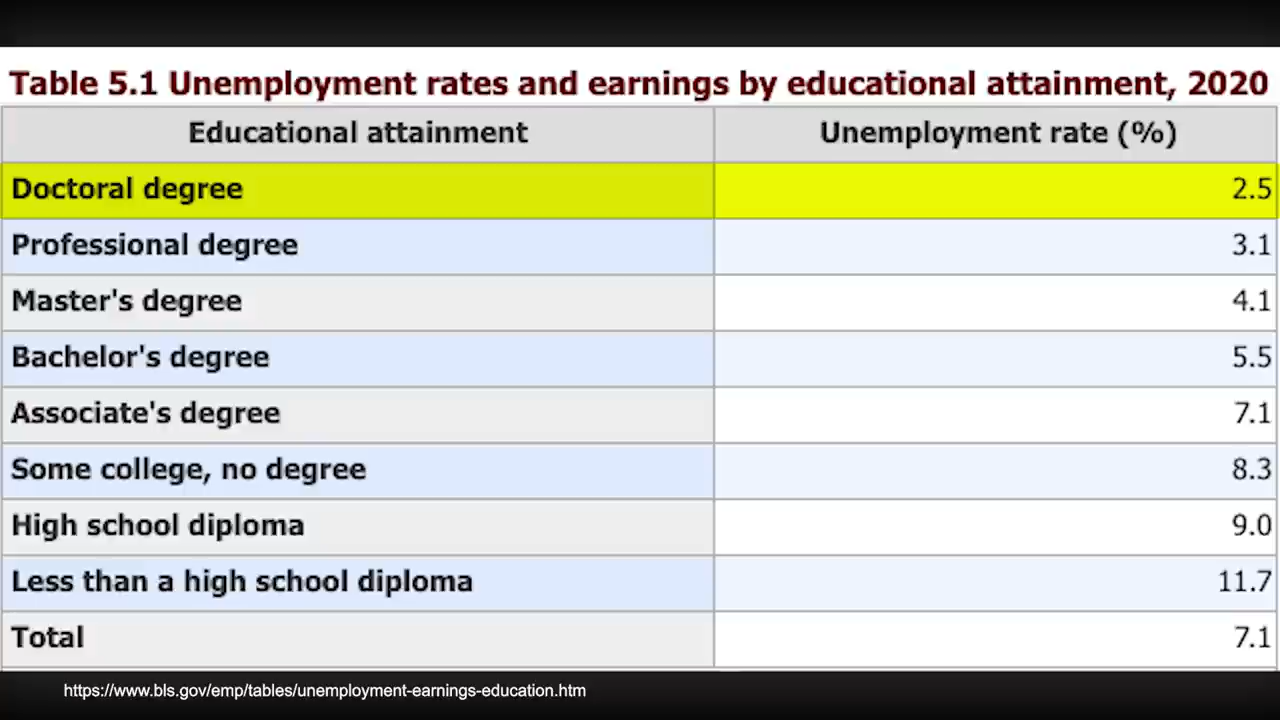 Table 5.1 Unemployment rates and earnings by educational attainment, 2020
Educational attainment Unemployment rate (%)
Doctoral degree 2.5
Professional degree 3.1
Master's degree 4.1
Bachelor's degree 5.5
Associate's degree 7.1
Some college, no degree 8.3
High school diploma 9.0
Less than a high school diploma 11.7
Total 7.1
https://www.bls.gov/emp/tables/unemployment-earnings-education.htm